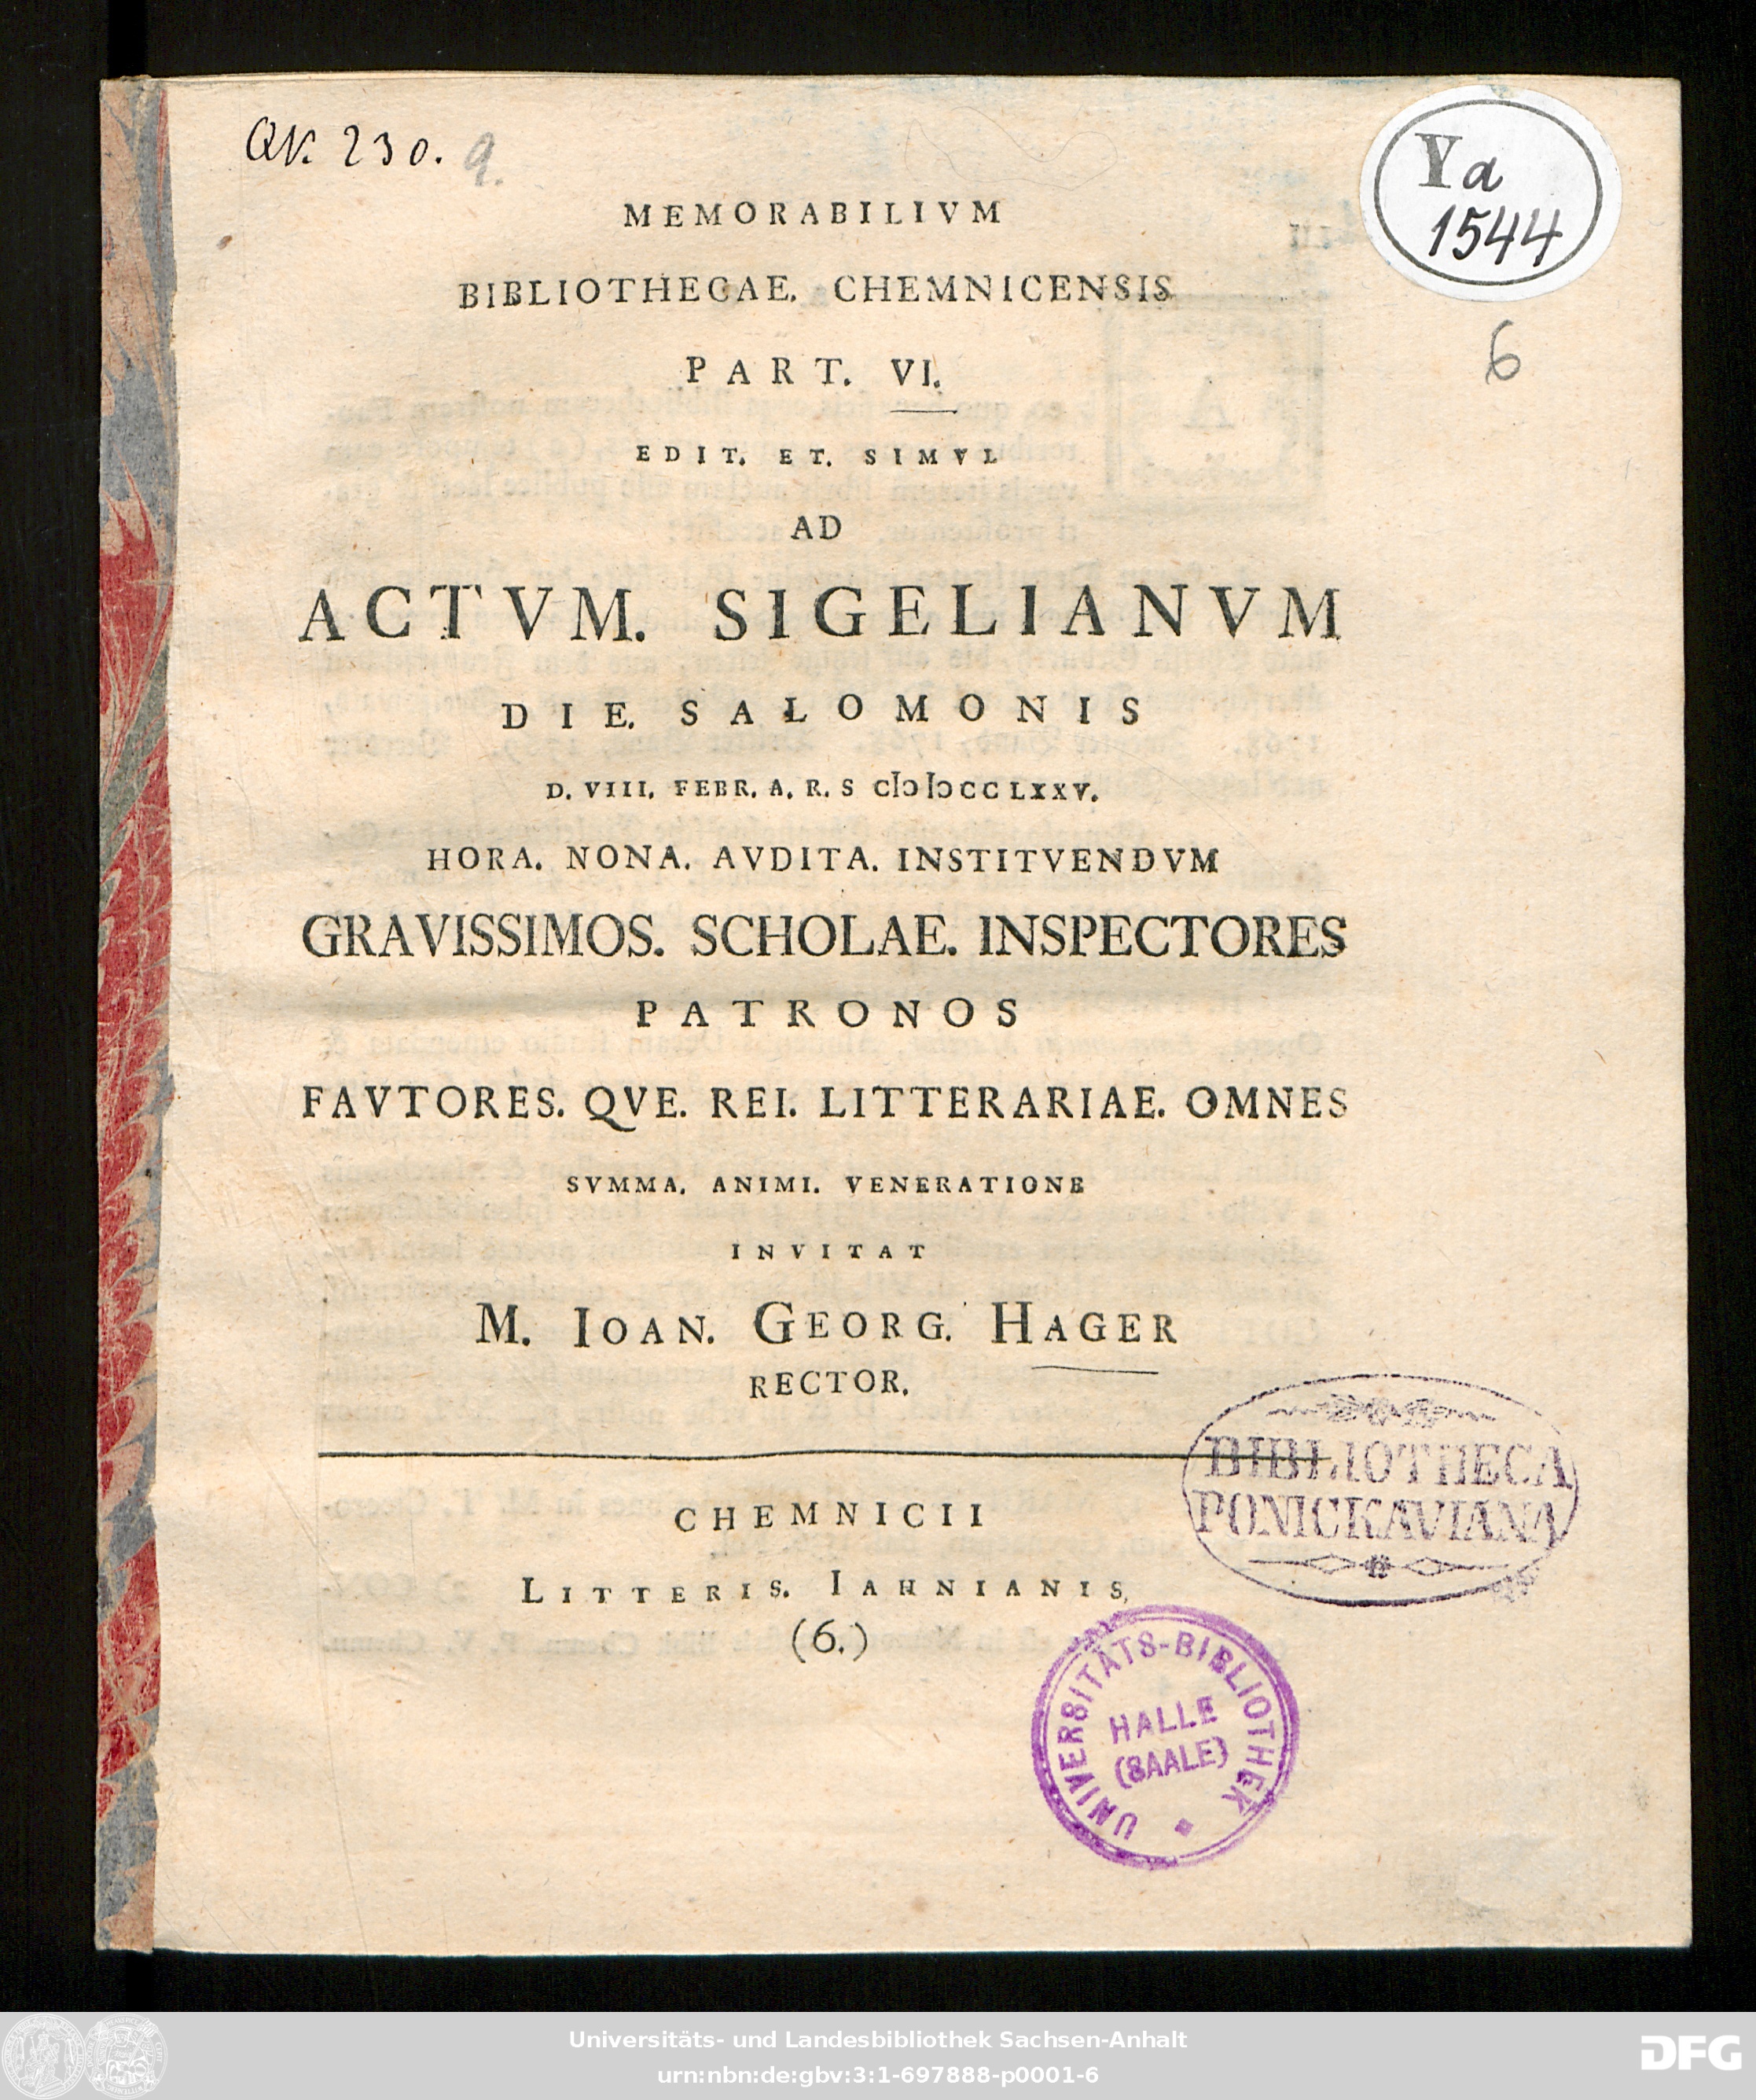 QK. 230. 9.
Ya
1544
6
MEMORABILIVM
BIBLIOTHECAE. CHEMNICENSIS
PART. VI.
EDIT. ET. SIMVL
AD
ACTVM. SIGELIANVM
DIE. SALOMONIS
D. VIII. FEBR. A. R. S CIↃIↃCCLXXV.
HORA. NONA. AVDITA. INSTITVENDVM
GRAVISSIMOS. SCHOLAE. INSPECTORES
PATRONOS
FAVTORES. QVE. REI. LITTERARIAE. OMNES
SVMMA. ANIMI. VENERATIONE
INVITAT
M. IOAN. GEORG. HAGER
RECTOR.
CHEMNICII
LITTERIS. IAHNIANIS,
(6.)
BIBLIOTHECA
PONICKAVIANA
UNIVERSITÄTS-BIBLIOTHEK
HALLE
(SAALE)
Universitäts- und Landesbibliothek Sachsen-Anhalt
urn:nbn:de:gbv:3:1-697888-p0001-6
DFG